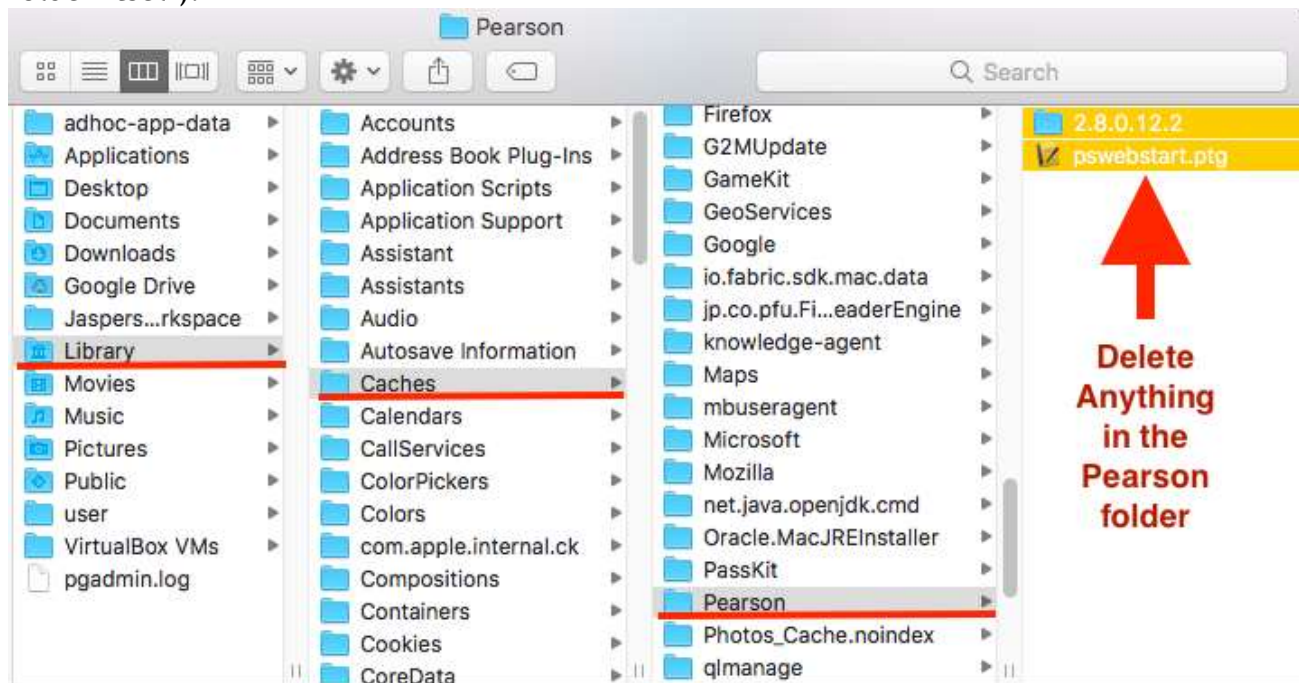 Pearson
Search
adhoc-app-data
Applications
Desktop
Documents
Downloads
Google Drive
Jaspers...rkspace
Library
Movies
Music
Pictures
Public
user
VirtualBox VMs
pgadmin.log
Accounts
Address Book Plug-Ins
Application Scripts
Application Support
Assistant
Assistants
Audio
Autosave Information
Caches
Calendars
CallServices
ColorPickers
Colors
com.apple.internal.ck
Compositions
Containers
Cookies
CoreData
Firefox
G2MUpdate
GameKit
GeoServices
Google
io.fabric.sdk.mac.data
jp.co.pfu.Fi...eaderEngine
knowledge-agent
Maps
mbuseragent
Microsoft
Mozilla
net.java.openjdk.cmd
Oracle.MacJREInstaller
PassKit
Pearson
Photos_Cache.noindex
qlmanage
2.8.0.12.2
pswebstart.ptg
Delete
Anything
in the
Pearson
folder